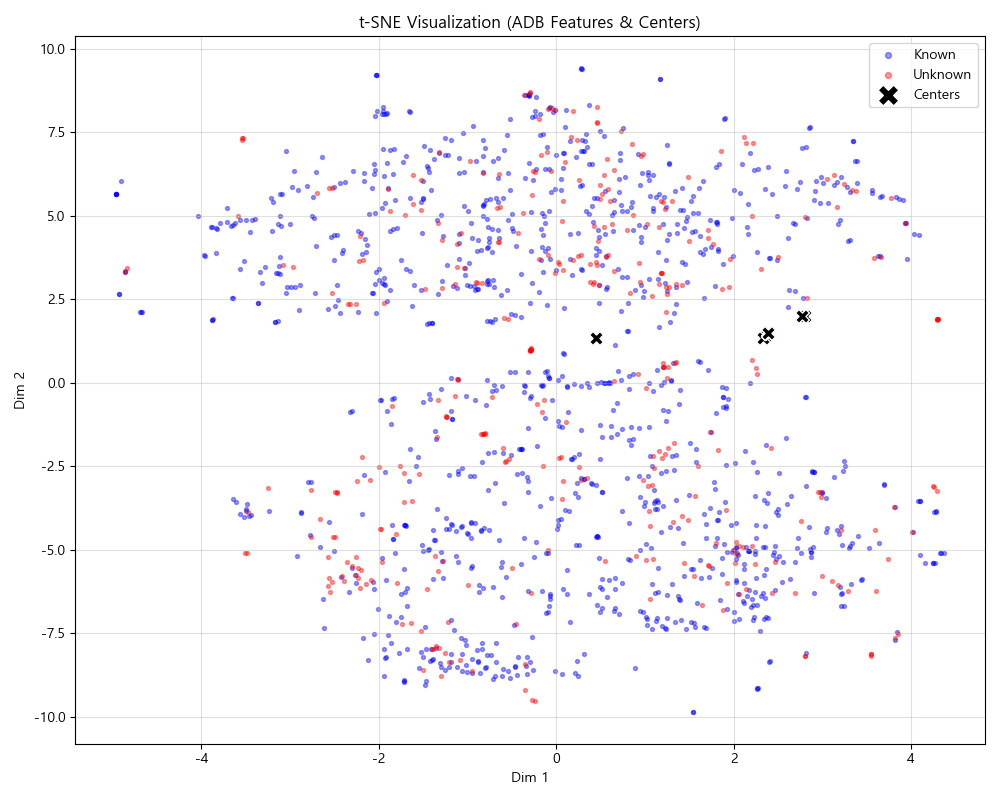 t-SNE Visualization (ADB Features & Centers)
Known
Unknown
Centers
10.0
7.5
5.0
2.5
0.0
-2.5
-5.0
-7.5
-10.0
Dim 2
-4
-2
0
2
4
Dim 1